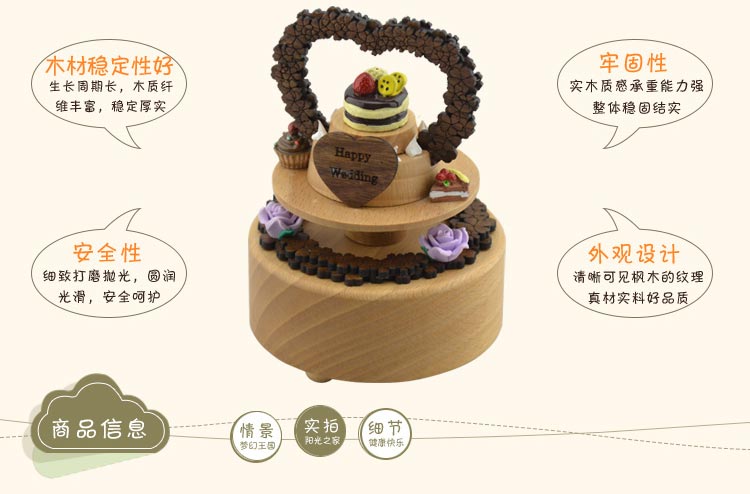 木材稳定性好
生长周期长，木质纤
维丰富，稳定厚实
牢固性
实木质感承重能力强
整体稳固结实
Happy
Wedding
安全性
细致打磨抛光，圆润
光滑，安全呵护
外观设计
清晰可见枫木的纹理
真材实料好品质
商品信息
情景
梦幻王国
实拍
阳光之家
细节
健康快乐